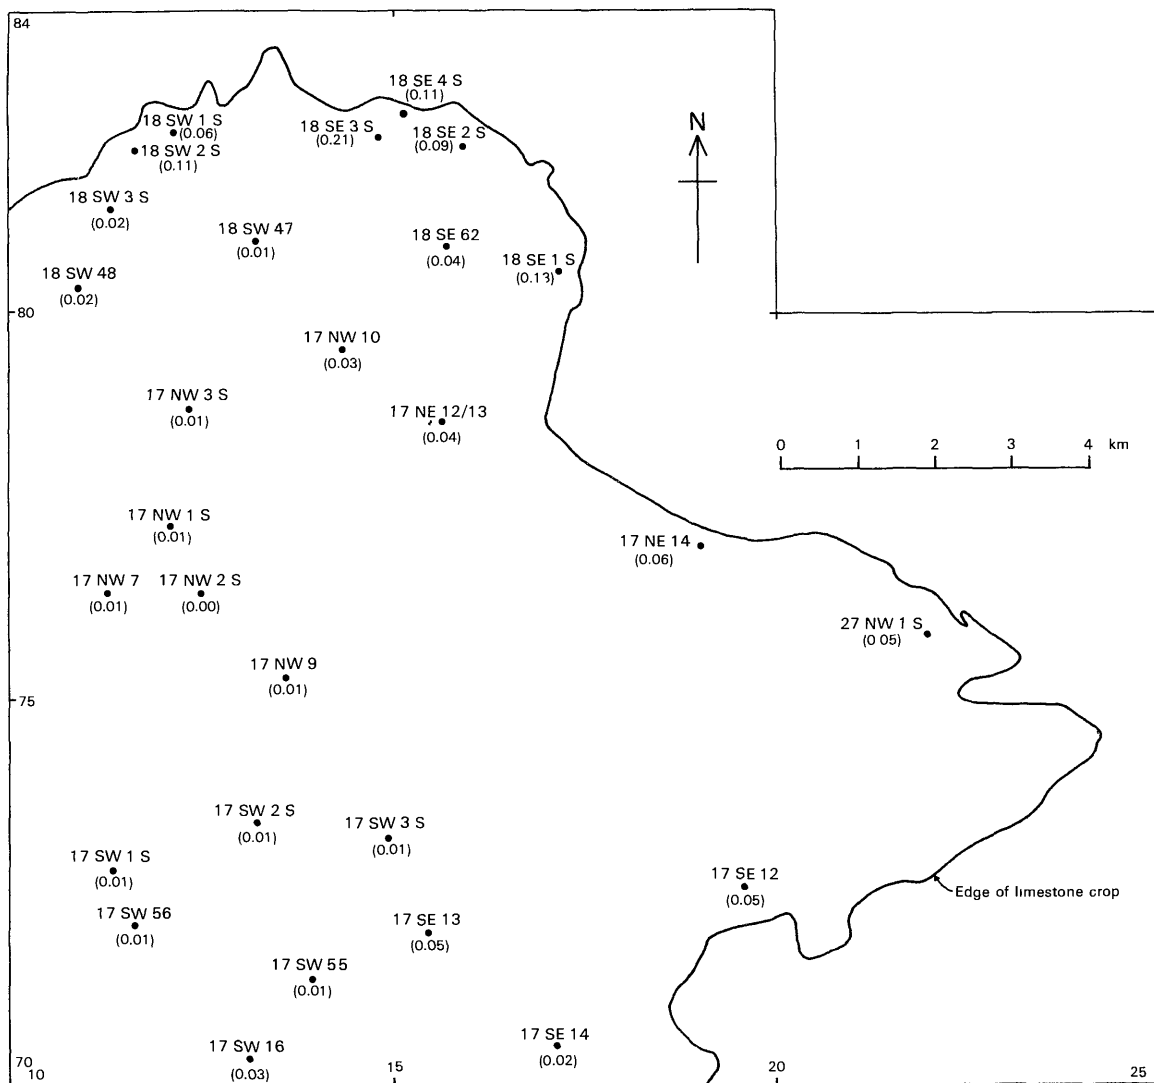 84
18 SE 4 S
(0.11)
18 SW 1 S
(0.06)
18 SE 3 S
(0.21)
18 SE 2 S
(0.09)
18 SW 2 S
(0.11)
N
18 SW 3 S
(0.02)
18 SW 47
(0.01)
18 SE 62
(0.04)
18 SE 1 S
(0.13)
18 SW 48
(0.02)
80
17 NW 10
(0.03)
17 NW 3 S
(0.01)
17 NE 12/13
(0.04)
0 1 2 3 4 km
17 NW 1 S
(0.01)
17 NE 14
(0.06)
17 NW 7
(0.01)
17 NW 2 S
(0.00)
27 NW 1 S
(0 05)
17 NW 9
(0.01)
75
17 SW 2 S
(0.01)
17 SW 3 S
(0.01)
17 SW 1 S
(0.01)
17 SE 12
(0.05)
Edge of limestone crop
17 SW 56
(0.01)
17 SE 13
(0.05)
17 SW 55
(0.01)
17 SE 14
(0.02)
17 SW 16
(0.03)
70
10 15 20 25